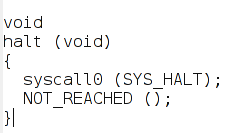 void
halt (void)
{
  syscall0 (SYS_HALT);
  NOT_REACHED ();
}